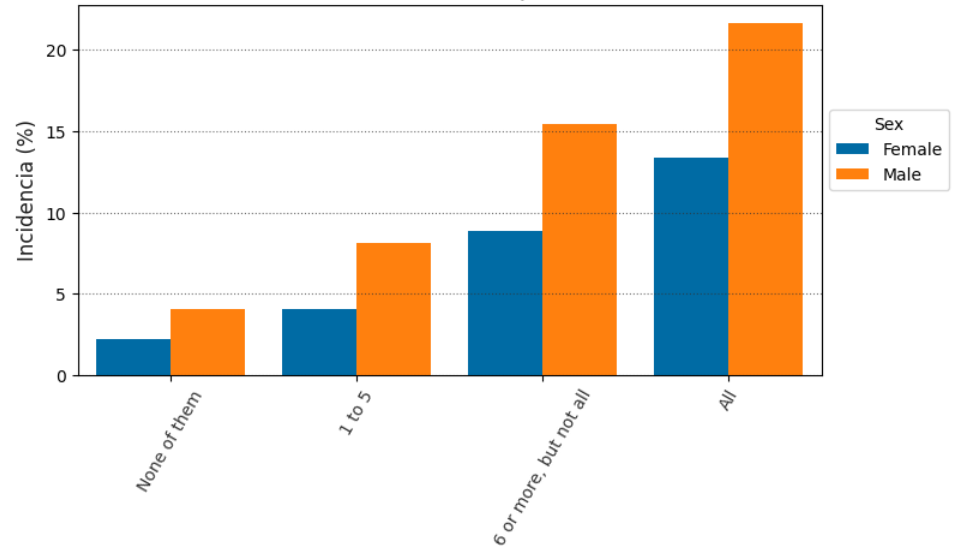 Incidencia (%)
20
15
10
5
0
None of them
1 to 5
6 or more, but not all
All
Sex
Female
Male